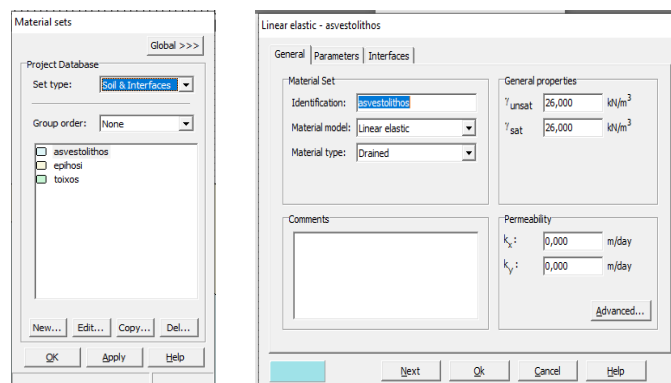 Material sets
Global >>>
Project Database
Set type: Soil & Interfaces
Group order: None
asvestolithos
epihosi
toixos
New... Edit... Copy... Del...
OK Apply Help
Linear elastic - asvestolithos
General Parameters Interfaces
Material Set
Identification: asvestolithos
Material model: Linear elastic
Material type: Drained
General properties
γunsat 26,000 kN/m³
γsat 26,000 kN/m³
Comments
Permeability
kx: 0,000 m/day
ky: 0,000 m/day
Advanced...
Next Ok Cancel Help